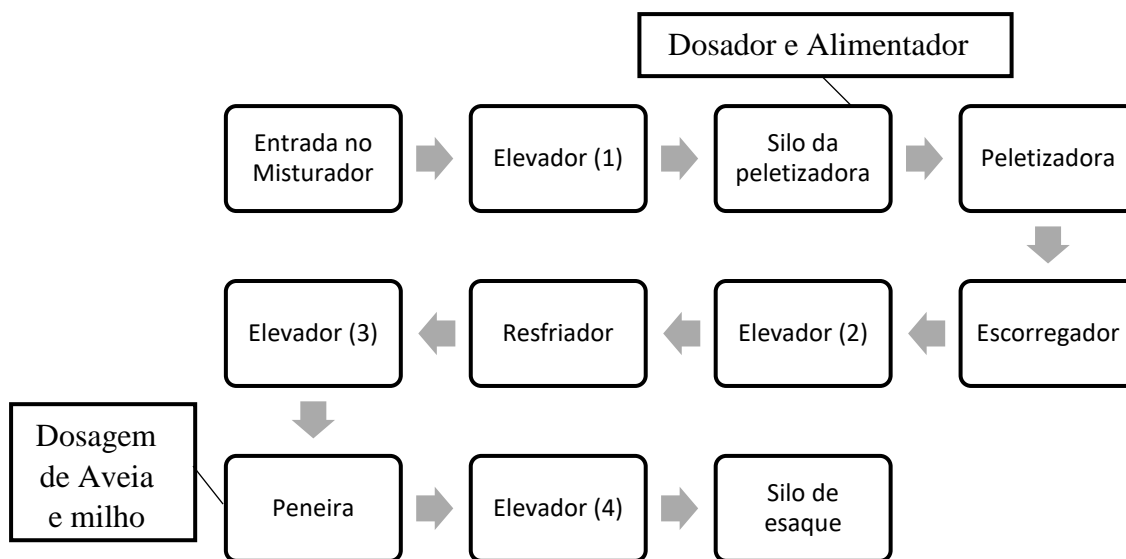 Dosador e Alimentador
Entrada no
Misturador
Elevador (1)
Silo da
peletizadora
Peletizadora
Escorregador
Elevador (2)
Resfriador
Elevador (3)
Dosagem
de Aveia
e milho
Peneira
Elevador (4)
Silo de
esaque